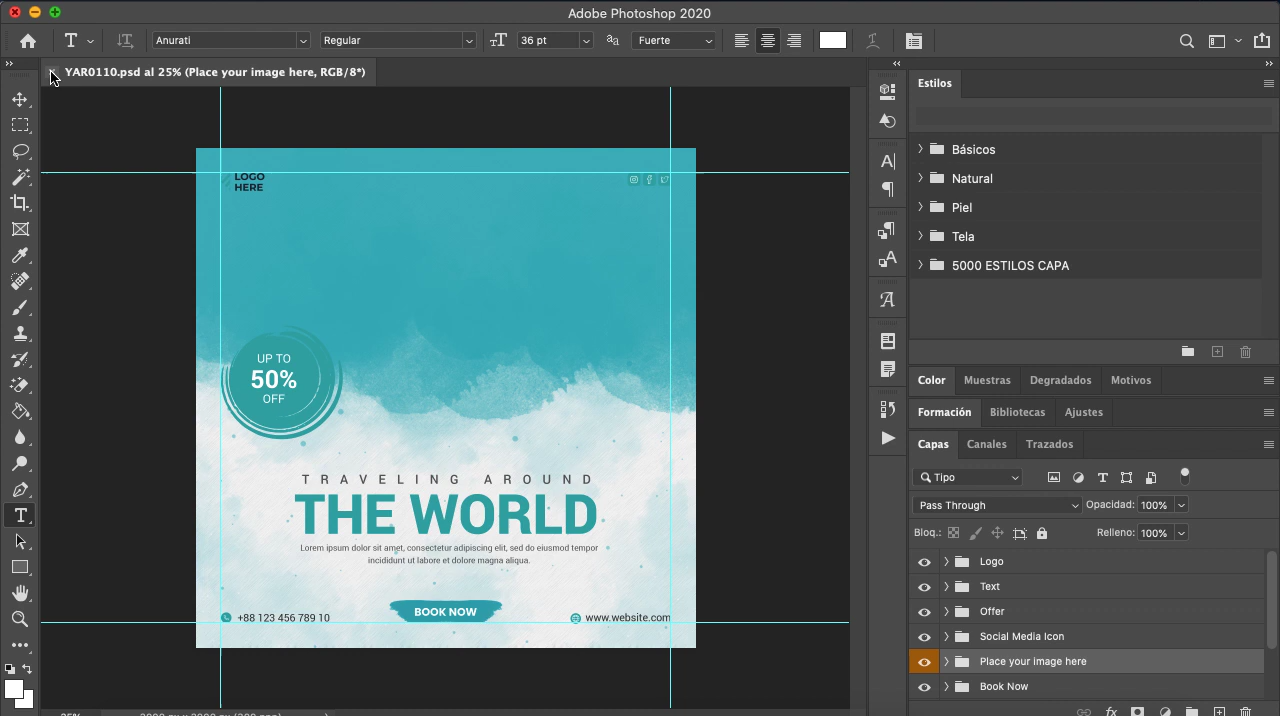 Adobe Photoshop 2020
Anurati
Regular
36 pt
Fuerte
YAR0110.psd al 25% (Place your image here, RGB/8*)
Estilos
Básicos
Natural
Piel
Tela
5000 ESTILOS CAPA
LOGO
HERE
UP TO
50%
OFF
TRAVELING AROUND
THE WORLD
Lorem ipsum dolor sit amet, consectetur adipiscing elit, sed do eiusmod tempor
incididunt ut labore et dolore magna aliqua.
BOOK NOW
+88 123 456 789 10
www.website.com
Color Muestras Degradados Motivos
Formación Bibliotecas Ajustes
Capas Canales Trazados
Tipo
Pass Through Opacidad: 100%
Bloq.: Relleno: 100%
Logo
Text
Offer
Social Media Icon
Place your image here
Book Now